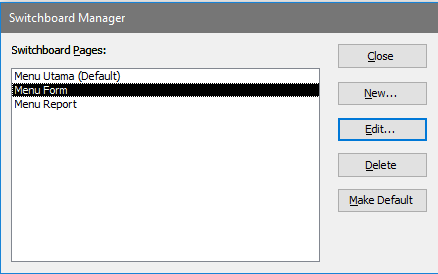 Switchboard Manager
Switchboard Pages:
Menu Utama (Default)
Menu Form
Menu Report
Close
New...
Edit...
Delete
Make Default